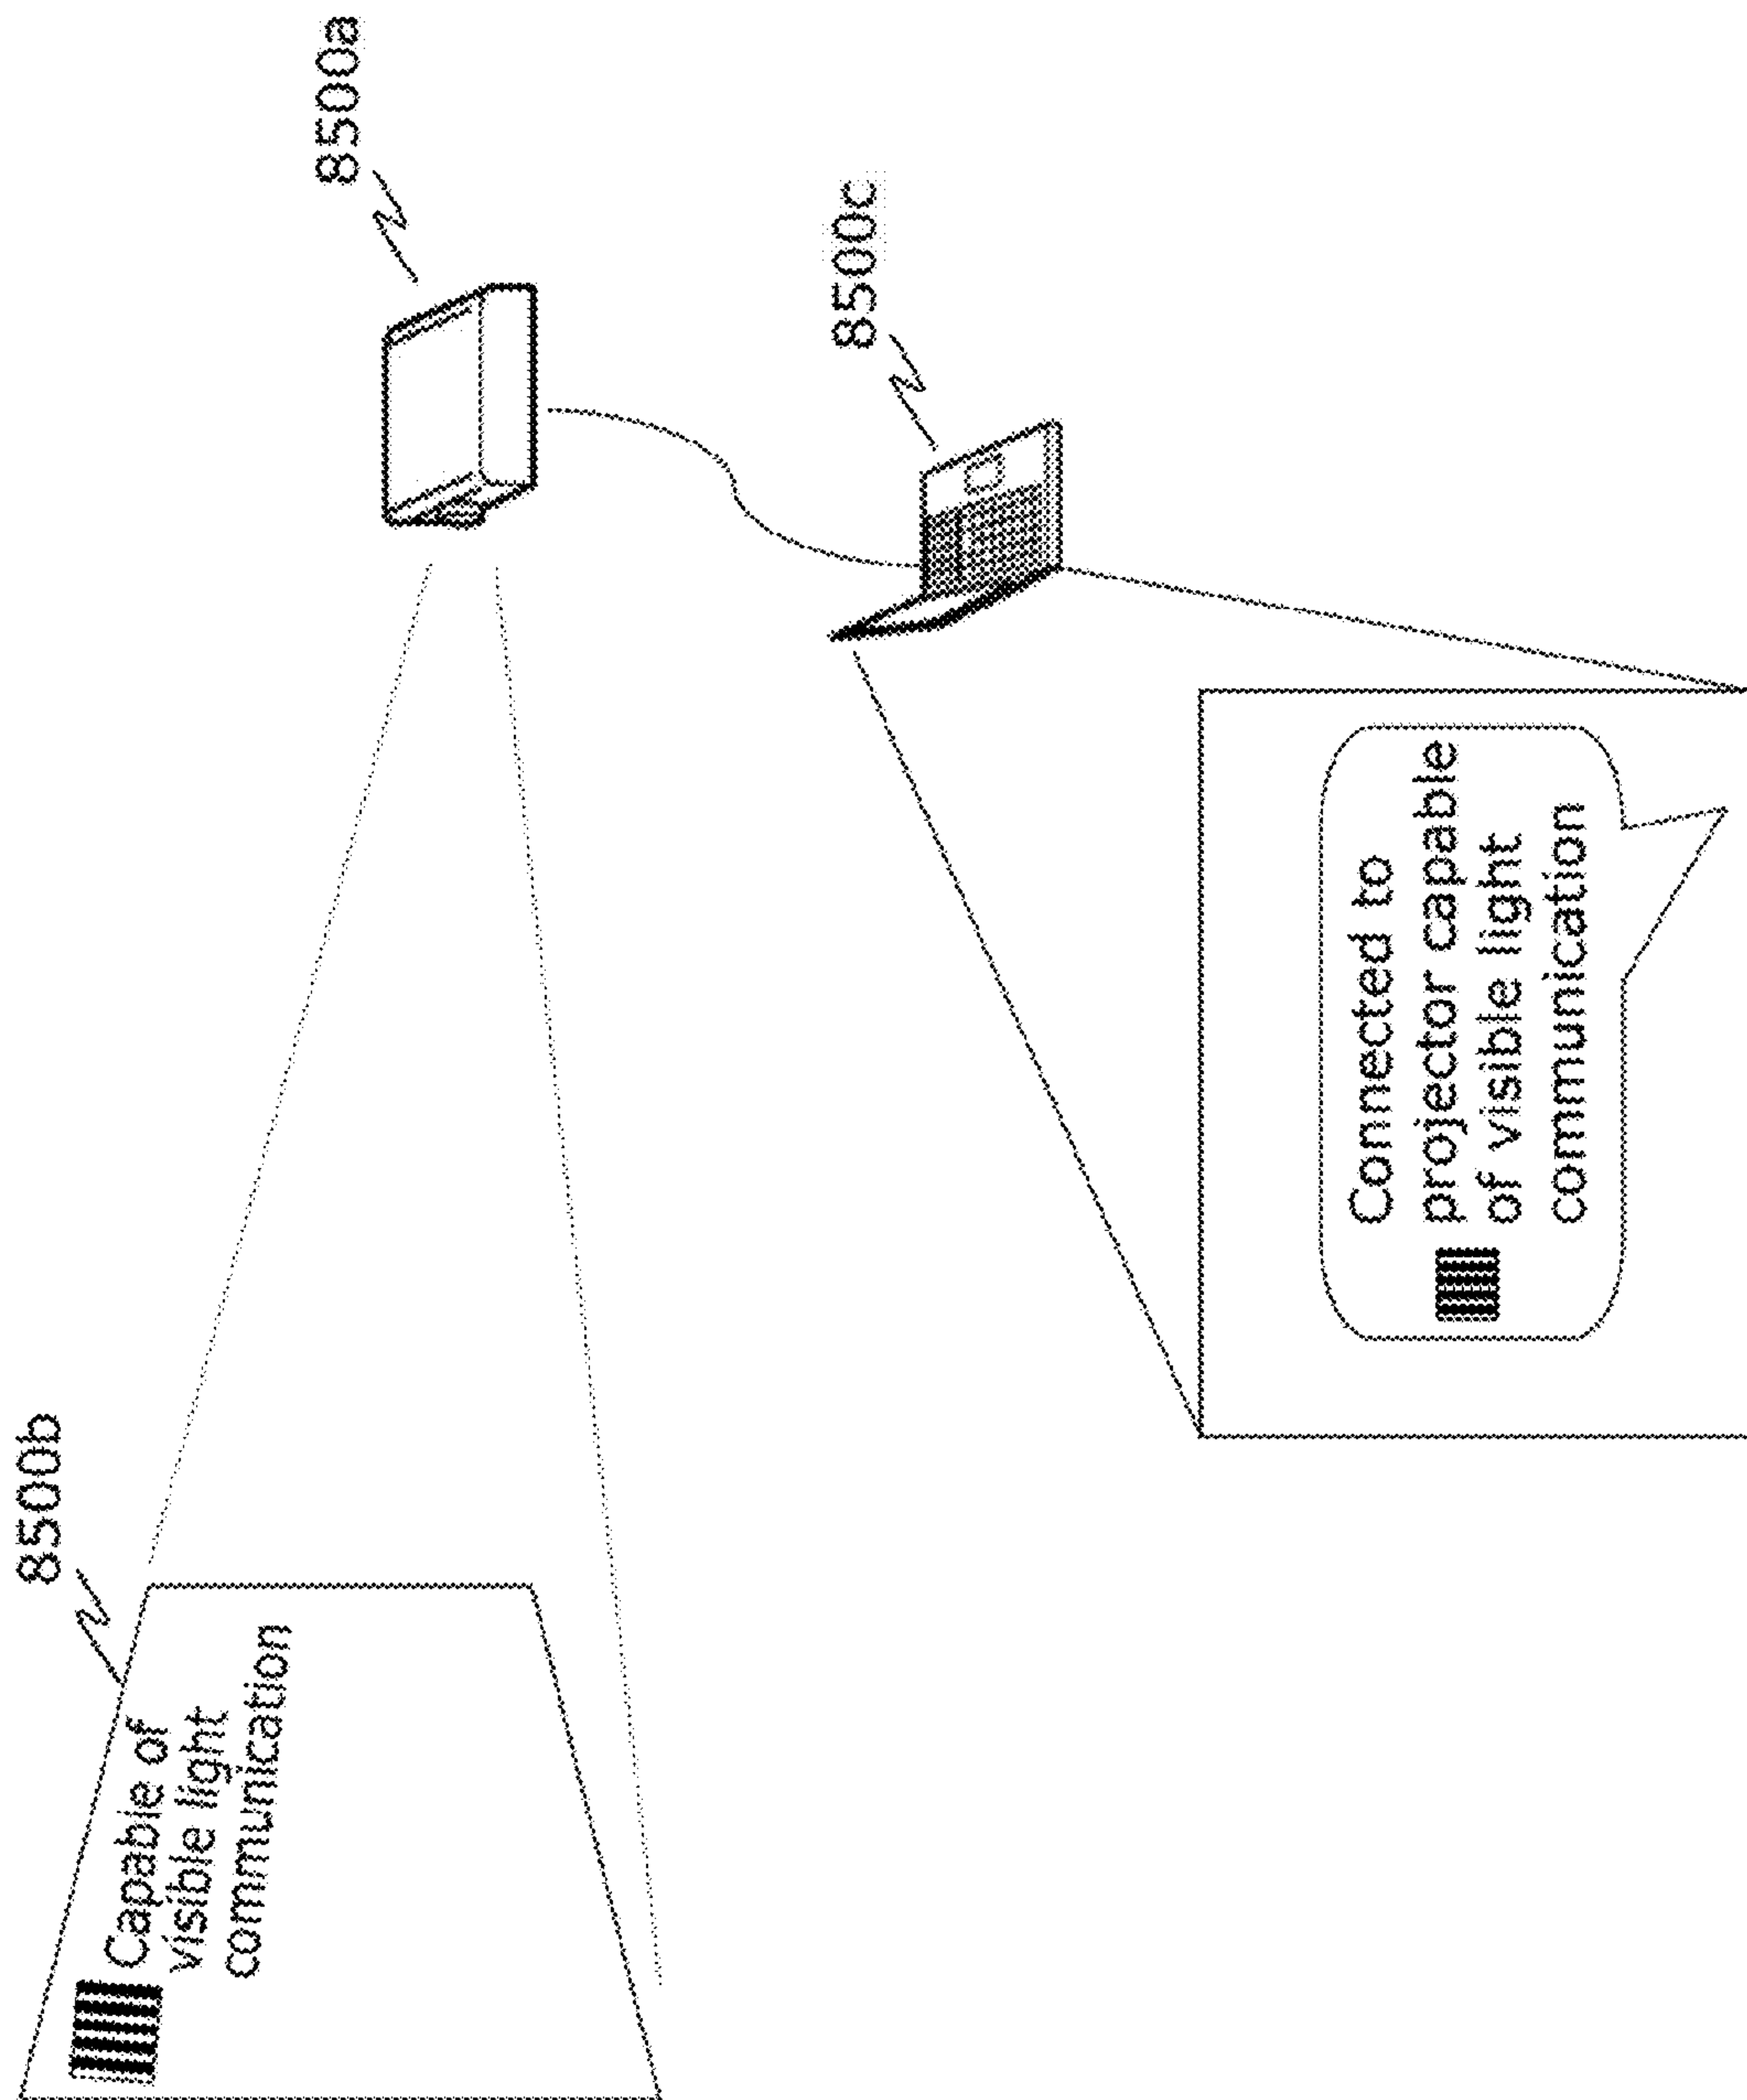 8500b
Capable of
visible light
communication
8500a
8500c
Connected to
projector capable
of visible light
communication